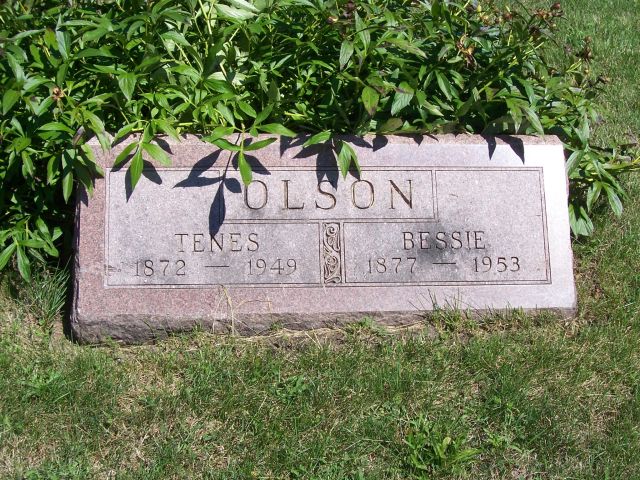 OLSON
TENES
1872 — 1949
BESSIE
1877 — 1953